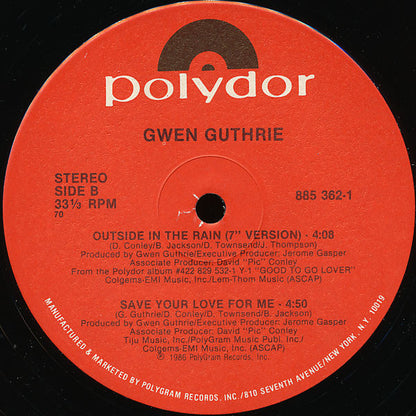 polydor
GWEN GUTHRIE
STEREO
SIDE B
33⅓ RPM
70
885 362-1
OUTSIDE IN THE RAIN (7" VERSION) - 4:08
(D. Conley/B. Jackson/D. Townsend/J. Thompson)
Produced by Gwen Guthrie/Executive Producer: Jerome Gasper
Associate Producer: David "Pic" Conley
From the Polydor album #422 829 532-1 Y-1 "GOOD TO GO LOVER"
Colgems-EMI Music, Inc./Lem-Thom Music (ASCAP)
SAVE YOUR LOVE FOR ME - 4:50
(G. Guthrie/D. Conley/D. Townsend/B. Jackson)
Produced by Gwen Guthrie/Executive Producer: Jerome Gasper
Associate Producer: David "Pic" Conley
Tiju Music, Inc./PolyGram Music Publ. Inc./
Colgems-EMI Music, Inc. (ASCAP)
℗ 1986 PolyGram Records, Inc.
MANUFACTURED & MARKETED BY POLYGRAM RECORDS, INC./810 SEVENTH AVENUE/NEW YORK, N.Y. 10019